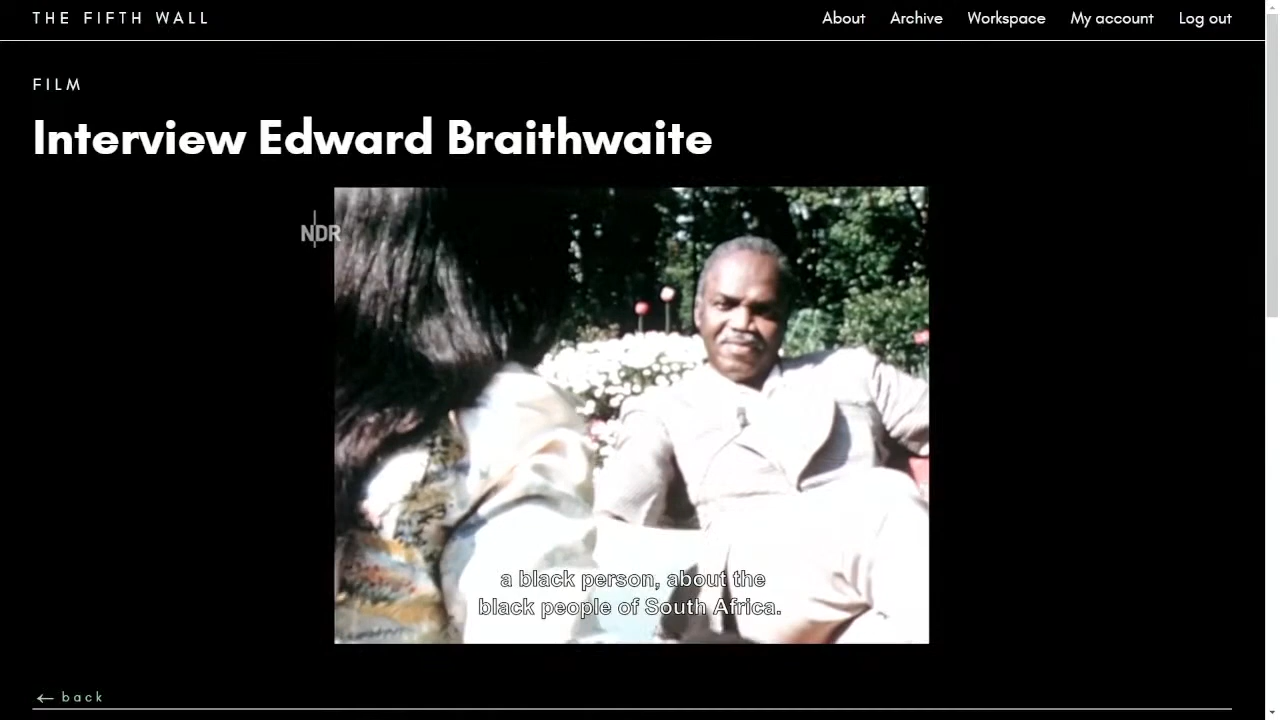 THE FIFTH WALL
About Archive Workspace My account Log out
FILM
Interview Edward Braithwaite
NDR
a black person, about the
black people of South Africa.
← back